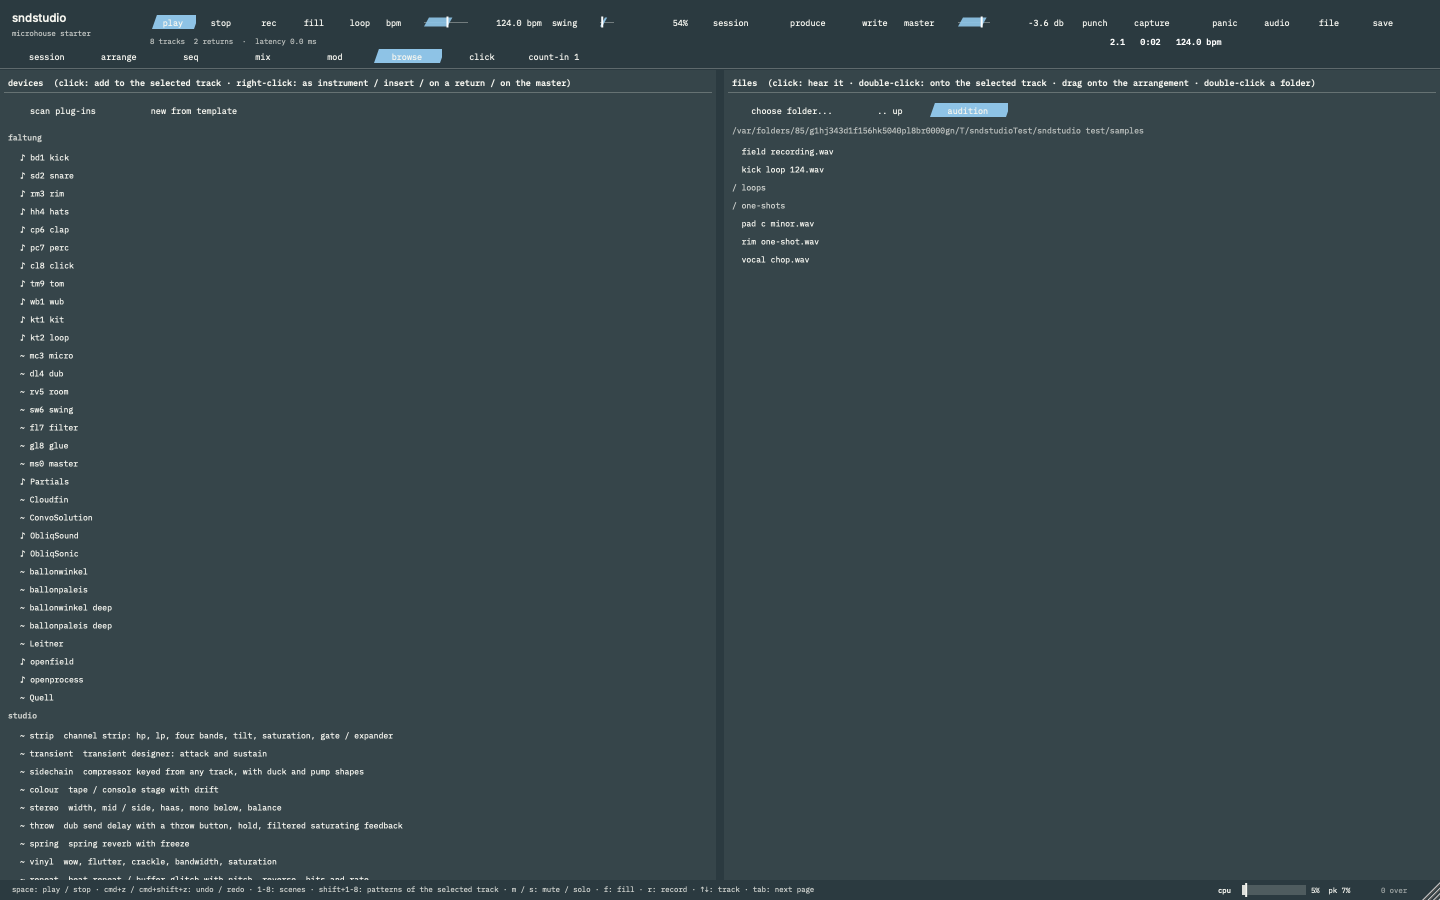 sndstudio
microhouse starter
play stop rec fill loop bpm 124.0 bpm swing 54% session produce write master -3.6 db punch capture panic audio file save
8 tracks 2 returns - latency 0.0 ms
2.1 0:02 124.0 bpm
session arrange seq mix mod browse click count-in 1
devices (click: add to the selected track · right-click: as instrument / insert / on a return / on the master)
scan plug-ins new from template
faltung
♪ bd1 kick
♪ sd2 snare
♪ rm3 rim
♪ hh4 hats
♪ cp6 clap
♪ pc7 perc
♪ cl8 click
♪ tm9 tom
♪ wb1 wub
♪ kt1 kit
♪ kt2 loop
~ mc3 micro
~ dl4 dub
~ rv5 room
~ sw6 swing
~ fl7 filter
~ gl8 glue
~ ms0 master
♪ Partials
~ Cloudfin
~ ConvoSolution
♪ ObliqSound
♪ ObliqSonic
~ ballonwinkel
~ ballonpaleis
~ ballonwinkel deep
~ ballonpaleis deep
~ Leitner
♪ openfield
♪ openprocess
~ Quell
studio
~ strip channel strip: hp, lp, four bands, tilt, saturation, gate / expander
~ transient transient designer: attack and sustain
~ sidechain compressor keyed from any track, with duck and pump shapes
~ colour tape / console stage with drift
~ stereo width, mid / side, haas, mono below, balance
~ throw dub send delay with a throw button, hold, filtered saturating feedback
~ spring spring reverb with freeze
~ vinyl wow, flutter, crackle, bandwidth, saturation
~ repeat beat repeat / buffer glitch with pitch, reverse, bits and rate
files (click: hear it · double-click: onto the selected track · drag onto the arrangement · double-click a folder)
choose folder... .. up audition
/var/folders/85/g1hj343d1f156hk5040pl8br0000gn/T/sndstudioTest/sndstudio test/samples
field recording.wav
kick loop 124.wav
/ loops
/ one-shots
pad c minor.wav
rim one-shot.wav
vocal chop.wav
space: play / stop · cmd+z / cmd+shift+z: undo / redo · 1-8: scenes · shift+1-8: patterns of the selected track · m / s: mute / solo · f: fill · r: record · ↑↓: track · tab: next page
cpu 5% pk 7% 0 over